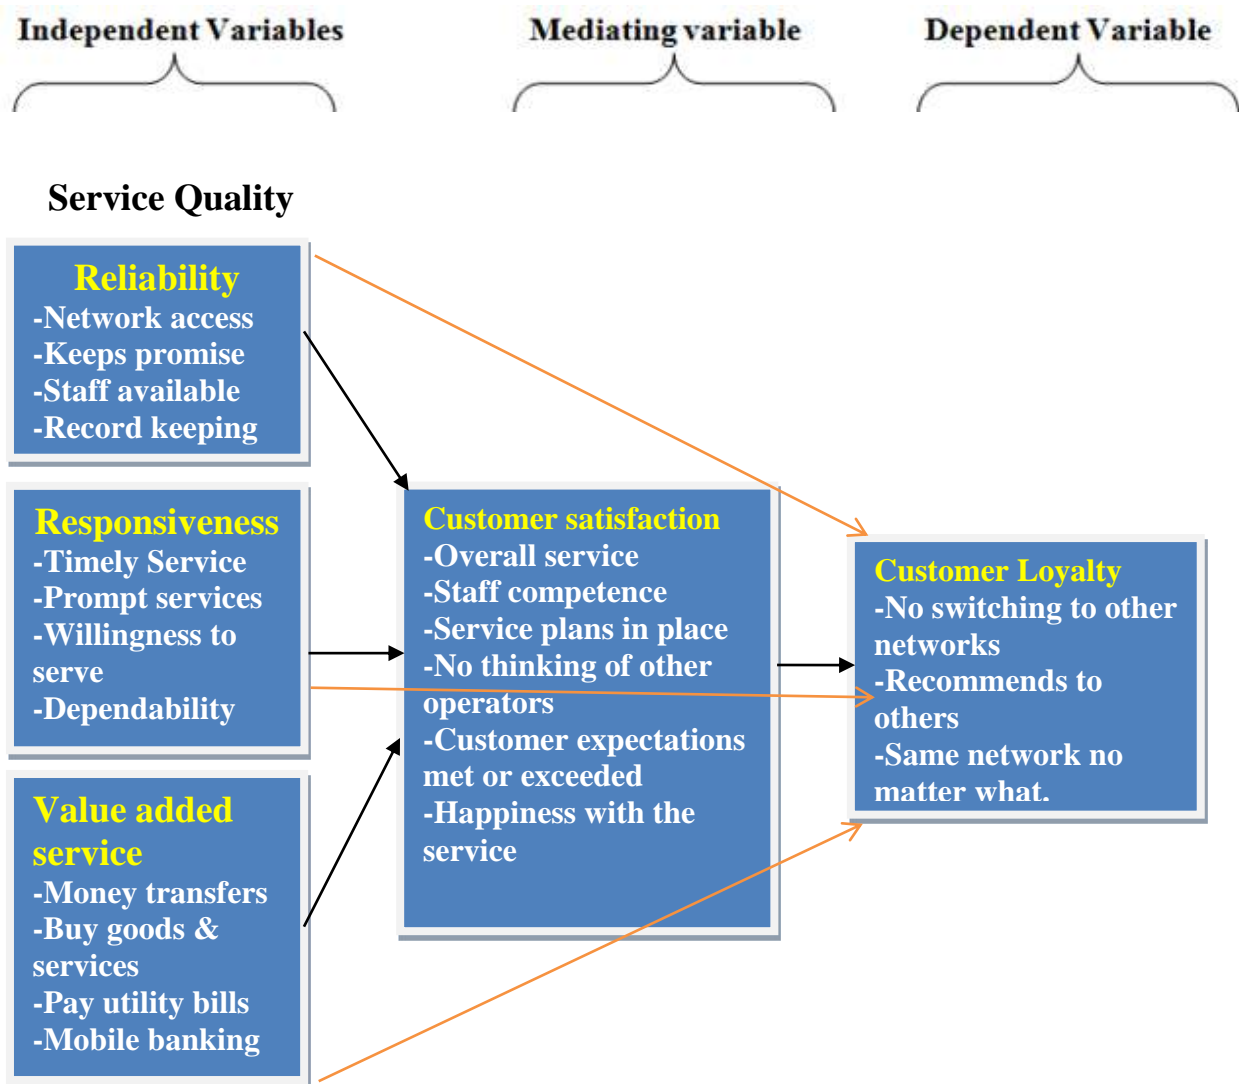 Independent Variables
Mediating variable
Dependent Variable
Service Quality
Reliability
-Network access
-Keeps promise
-Staff available
-Record keeping
Responsiveness
-Timely Service
-Prompt services
-Willingness to
serve
-Dependability
Value added
service
-Money transfers
-Buy goods &
services
-Pay utility bills
-Mobile banking
Customer satisfaction
-Overall service
-Staff competence
-Service plans in place
-No thinking of other
operators
-Customer expectations
met or exceeded
-Happiness with the
service
Customer Loyalty
-No switching to other
networks
-Recommends to
others
-Same network no
matter what.